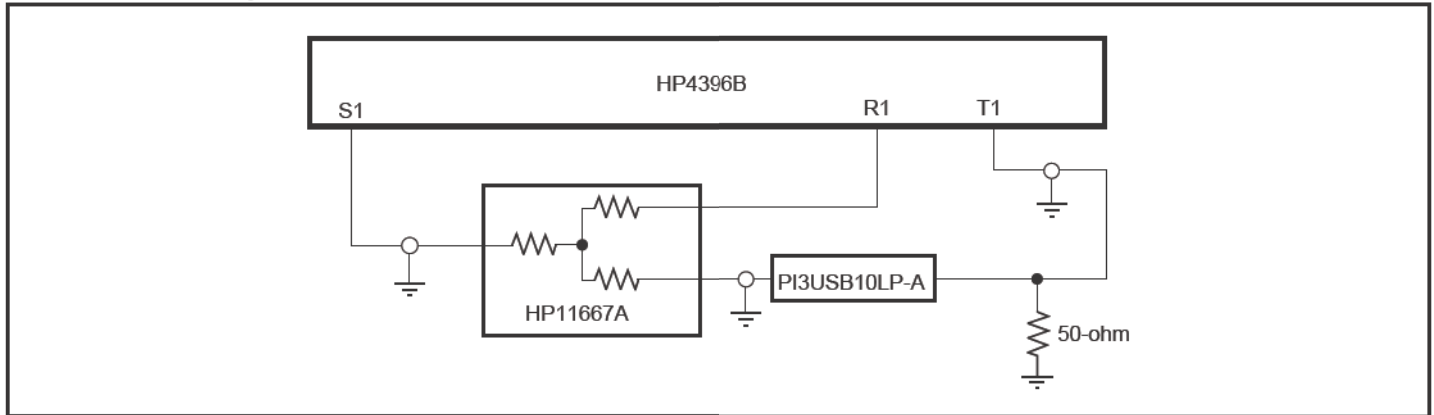 HP4396B
S1
R1
T1
HP11667A
PI3USB10LP-A
50-ohm